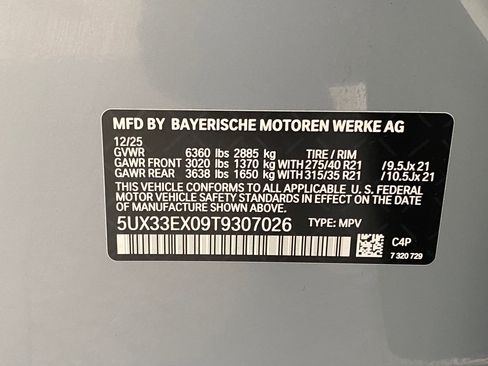 MFD BY BAYERISCHE MOTOREN WERKE AG
12/25
GVWR 6360 lbs 2885 kg TIRE / RIM
GAWR FRONT 3020 lbs 1370 kg WITH 275/40 R21 / 9.5Jx 21
GAWR REAR 3638 lbs 1650 kg WITH 315/35 R21 / 10.5Jx 21
THIS VEHICLE CONFORMS TO ALL APPLICABLE U. S. FEDERAL
MOTOR VEHICLE SAFETY STANDARDS IN EFFECT ON THE
DATE OF MANUFACTURE SHOWN ABOVE.
5UX33EX09T9307026 TYPE: MPV
C4P
7 320 729